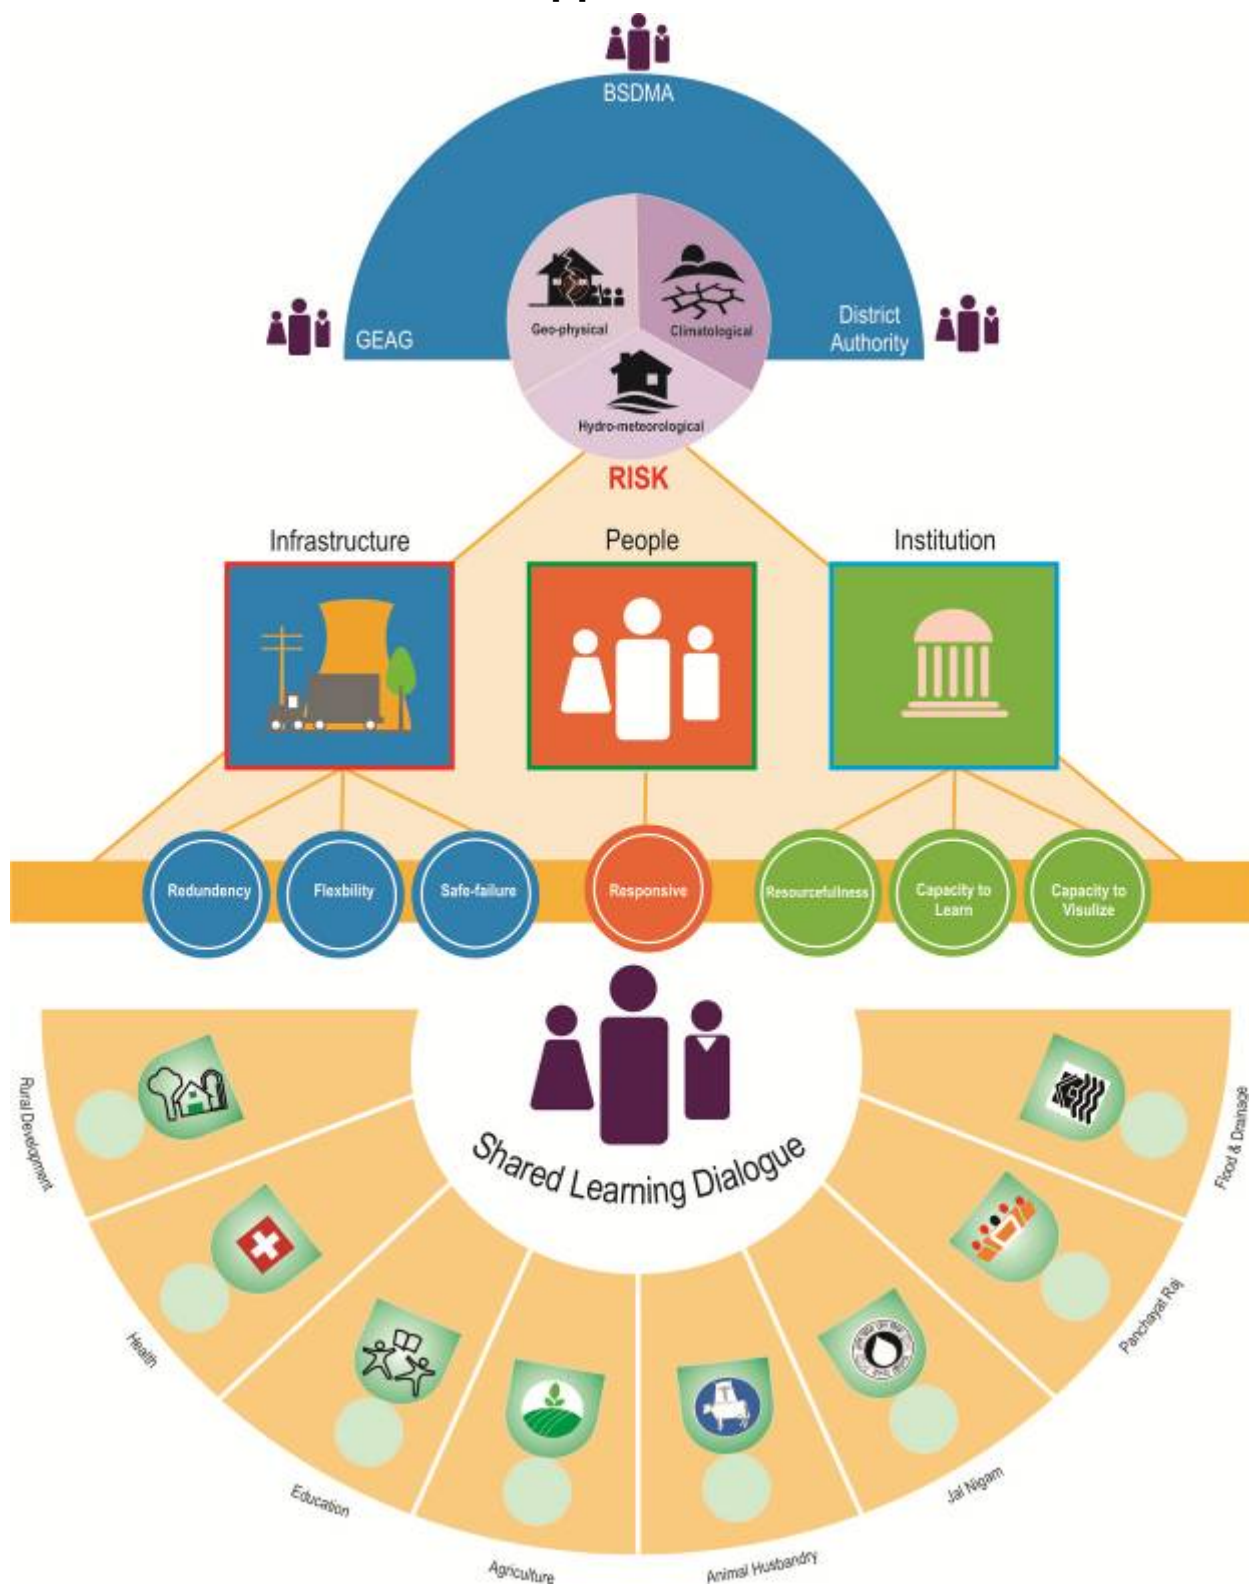 BSDMA
GEAG
District
Authority
Geo-physical
Climatological
Hydro-meteorological
RISK
Infrastructure
People
Institution
Redundency
Flexbility
Safe-failure
Responsive
Resourcefullness
Capacity to
Learn
Capacity to
Visulize
Shared Learning Dialogue
Rural Development
Health
Education
Agriculture
Animal Husbandry
Jal Nigam
Panchayat Raj
Flood & Drainage